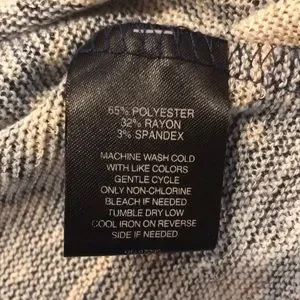 65% POLYESTER
32% RAYON
3% SPANDEX
MACHINE WASH COLD
WITH LIKE COLORS
GENTLE CYCLE
ONLY NON-CHLORINE
BLEACH IF NEEDED
TUMBLE DRY LOW
COOL IRON ON REVERSE
SIDE IF NEEDED